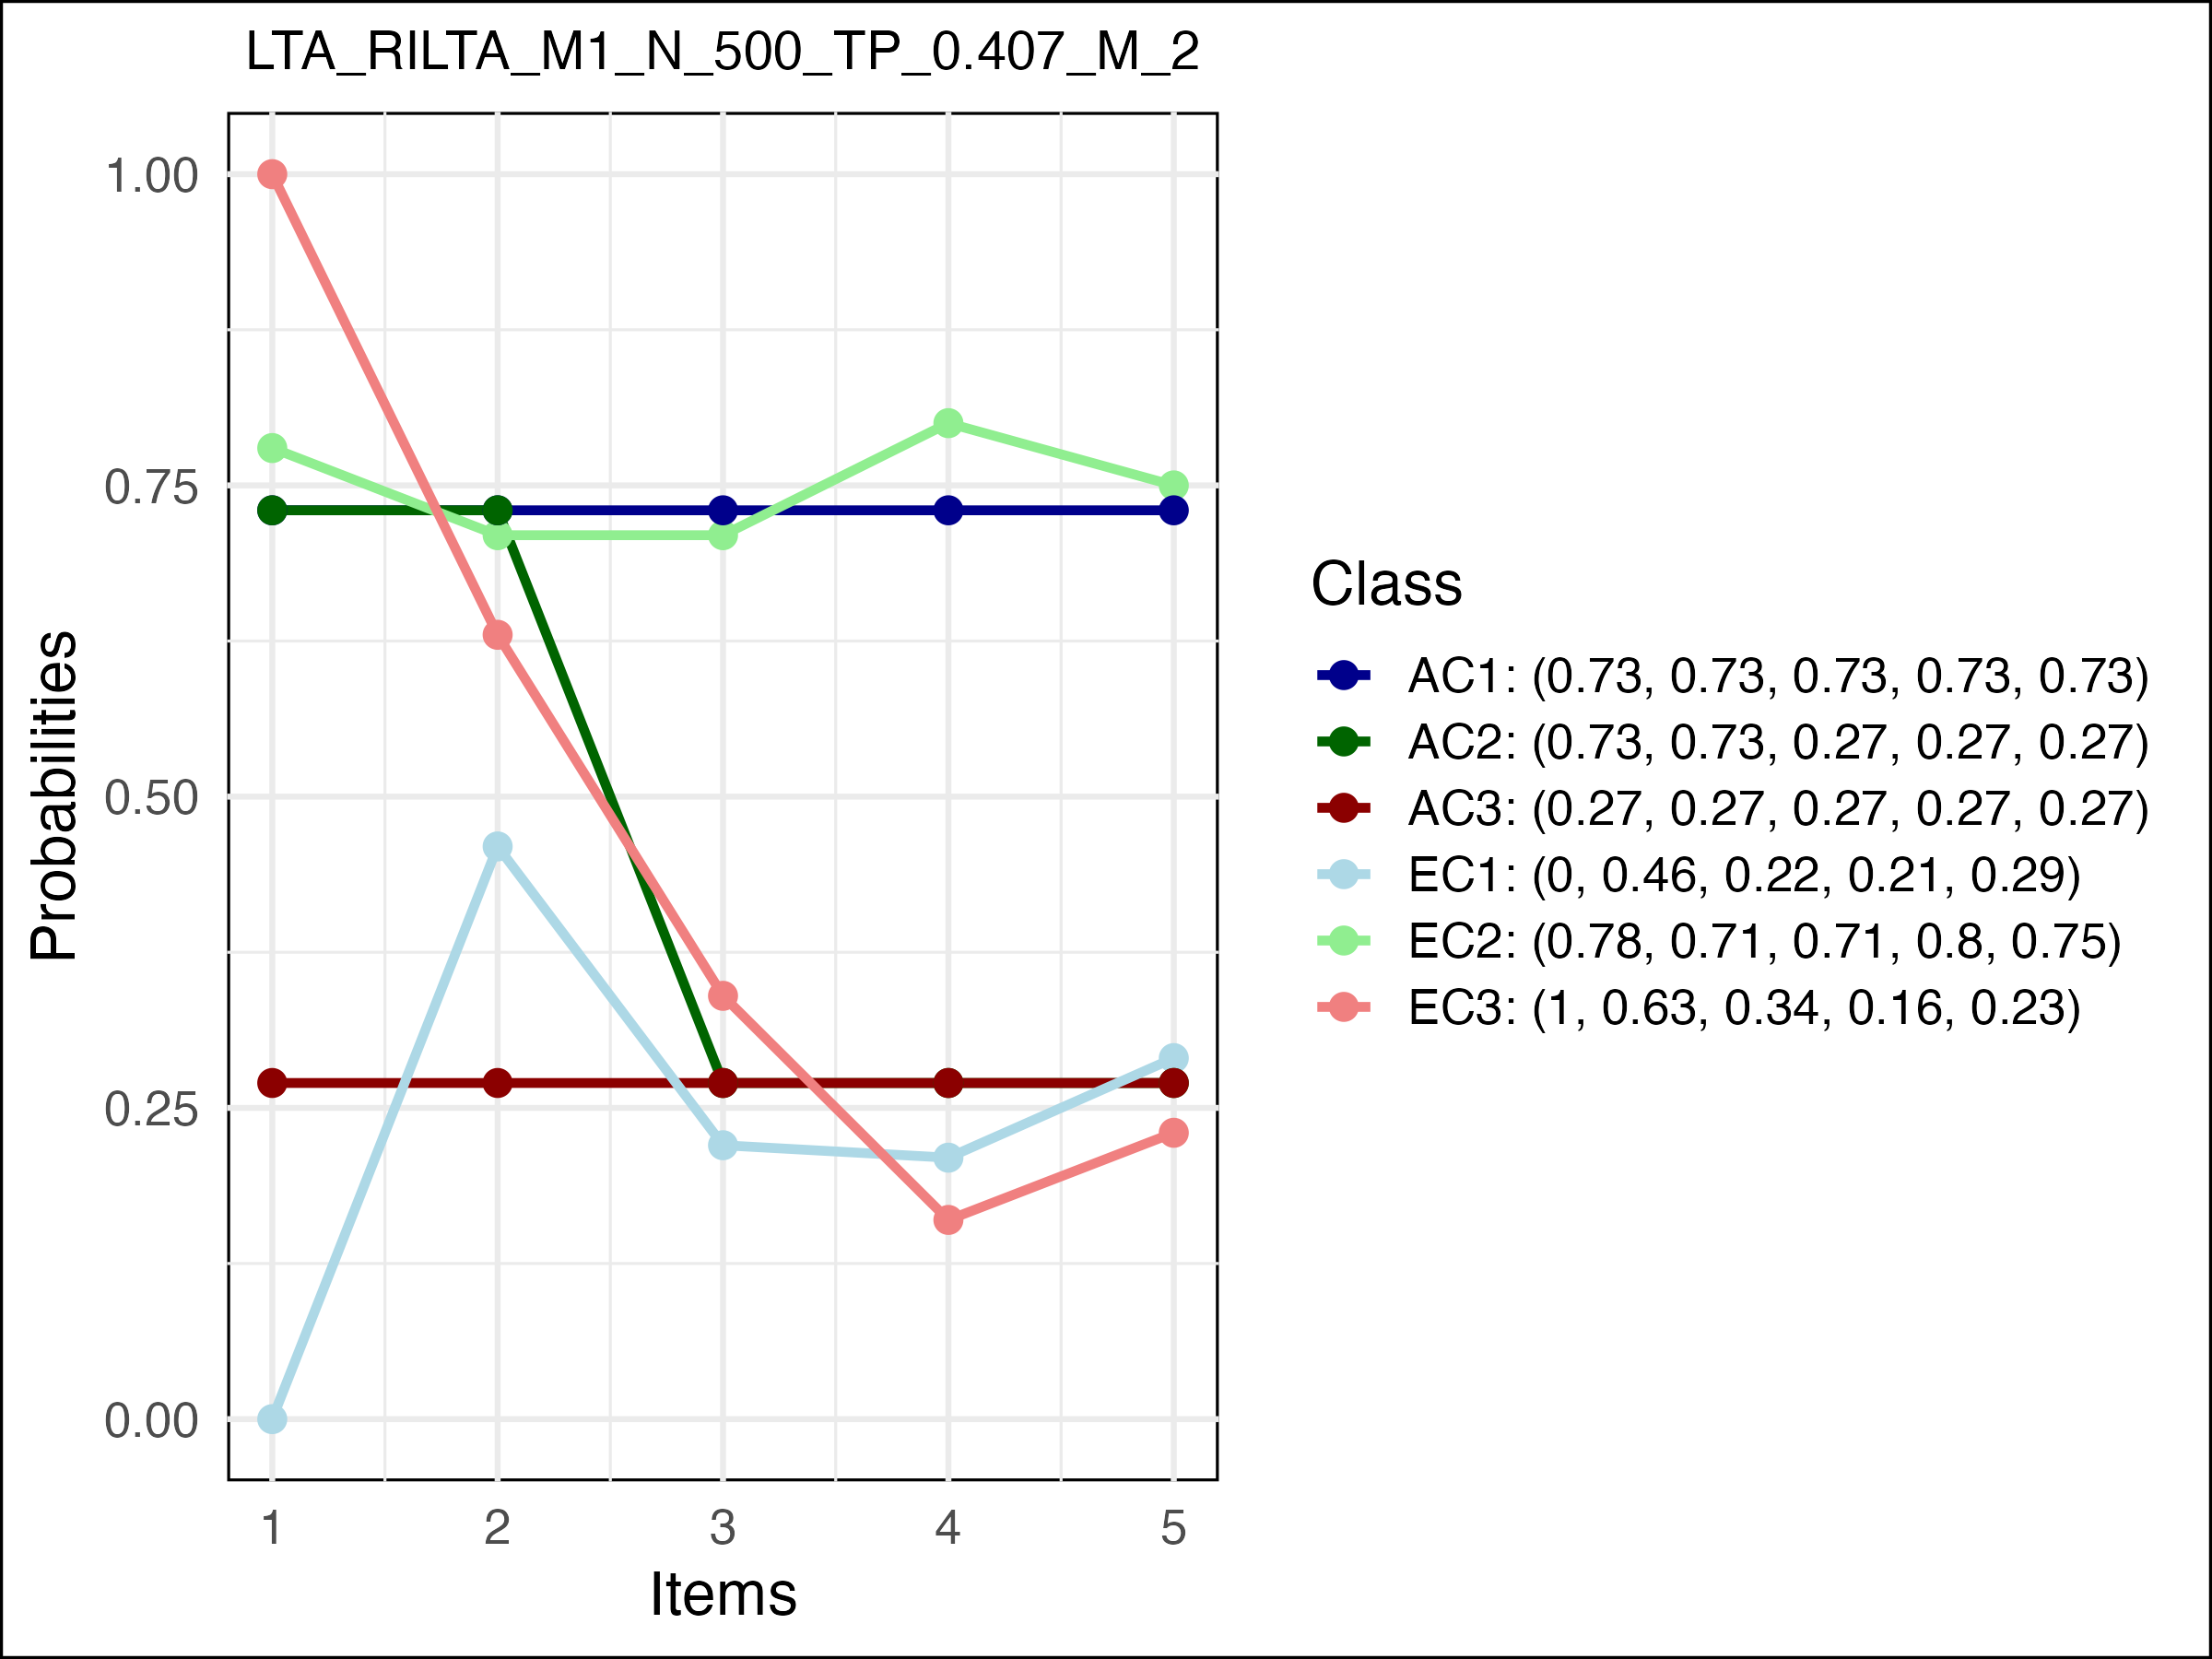 LTA_RILTA_M1_N_500_TP_0.407_M_2
1.00
0.75
0.50
0.25
0.00
Probabilities
1 2 3 4 5
Items
Class
AC1: (0.73, 0.73, 0.73, 0.73, 0.73)
AC2: (0.73, 0.73, 0.27, 0.27, 0.27)
AC3: (0.27, 0.27, 0.27, 0.27, 0.27)
EC1: (0, 0.46, 0.22, 0.21, 0.29)
EC2: (0.78, 0.71, 0.71, 0.8, 0.75)
EC3: (1, 0.63, 0.34, 0.16, 0.23)